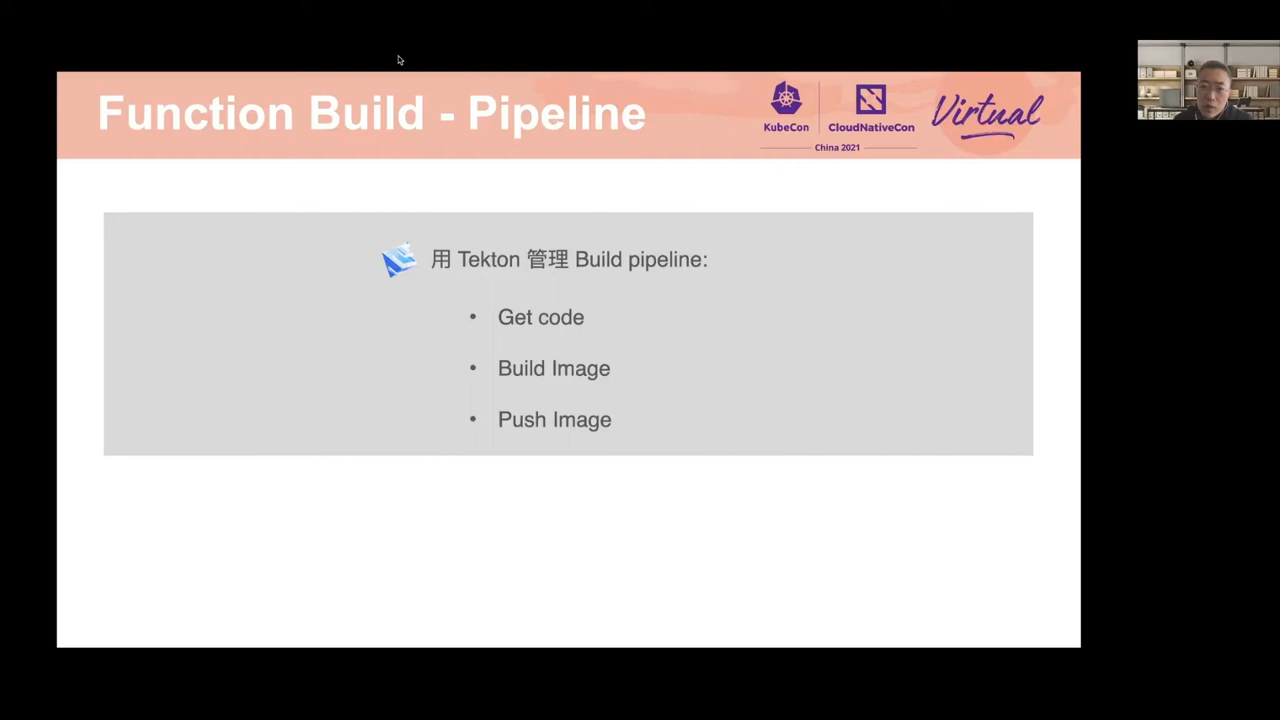 Function Build - Pipeline
KubeCon
CloudNativeCon
China 2021
Virtual
用 Tekton 管理 Build pipeline:
• Get code
• Build Image
• Push Image